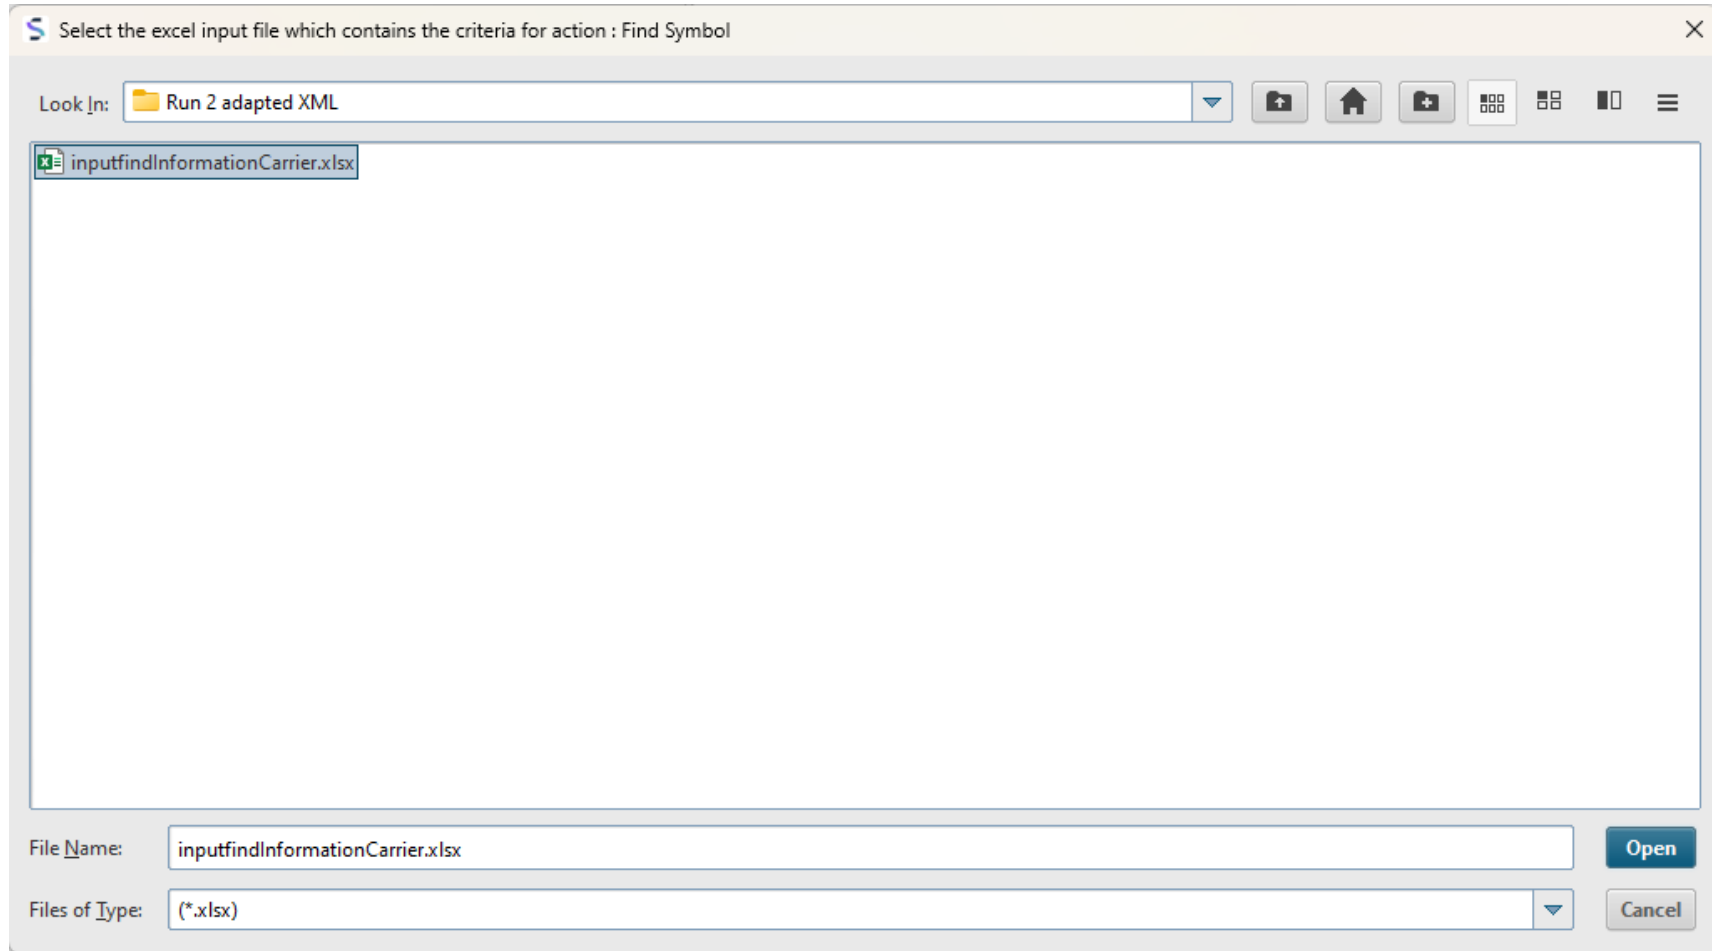 Select the excel input file which contains the criteria for action : Find Symbol
Look In: Run 2 adapted XML
inputfindInformationCarrier.xlsx
File Name: inputfindInformationCarrier.xlsx Open
Files of Type: (*.xlsx) Cancel